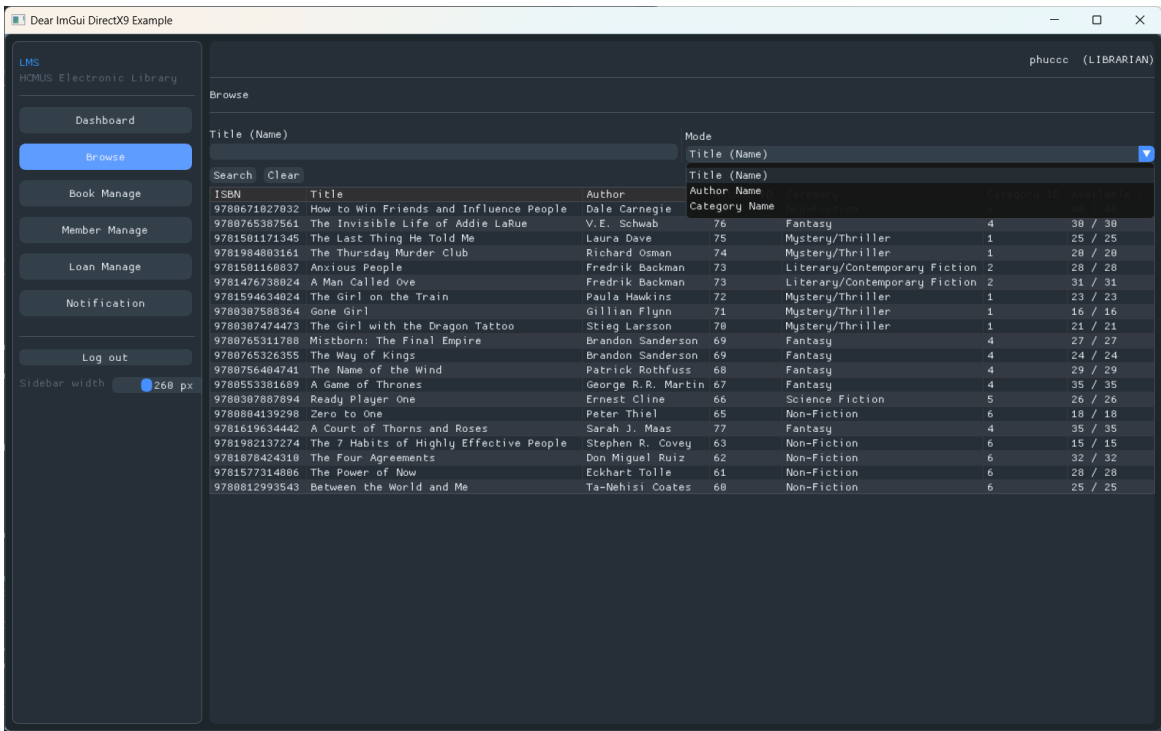 Dear ImGui DirectX9 Example
LMS
HCMUS Electronic Library
Dashboard
Browse
Book Manage
Member Manage
Loan Manage
Notification
Log out
Sidebar width 260 px
phuccc (LIBRARIAN)
Browse
Title (Name)
Mode
Title (Name)
Search Clear
Title (Name)
Author Name
Category Name
ISBN Title Author Category Category ID Available
9780671027032 How to Win Friends and Influence People Dale Carnegie
9780765387561 The Invisible Life of Addie LaRue V.E. Schwab 76 Fantasy 4 30 / 30
9781501171345 The Last Thing He Told Me Laura Dave 75 Mystery/Thriller 1 25 / 25
9781984803161 The Thursday Murder Club Richard Osman 74 Mystery/Thriller 1 20 / 20
9781501160837 Anxious People Fredrik Backman 73 Literary/Contemporary Fiction 2 28 / 28
9781476738024 A Man Called Ove Fredrik Backman 73 Literary/Contemporary Fiction 2 31 / 31
9781594634024 The Girl on the Train Paula Hawkins 72 Mystery/Thriller 1 23 / 23
9780307588364 Gone Girl Gillian Flynn 71 Mystery/Thriller 1 16 / 16
9780307474473 The Girl with the Dragon Tattoo Stieg Larsson 70 Mystery/Thriller 1 21 / 21
9780765311788 Mistborn: The Final Empire Brandon Sanderson 69 Fantasy 4 27 / 27
9780765326355 The Way of Kings Brandon Sanderson 69 Fantasy 4 24 / 24
9780756404741 The Name of the Wind Patrick Rothfuss 68 Fantasy 4 29 / 29
9780553381689 A Game of Thrones George R.R. Martin 67 Fantasy 4 35 / 35
9780307887894 Ready Player One Ernest Cline 66 Science Fiction 5 26 / 26
9780804139298 Zero to One Peter Thiel 65 Non-Fiction 6 18 / 18
9781619634442 A Court of Thorns and Roses Sarah J. Maas 77 Fantasy 4 35 / 35
9781982137274 The 7 Habits of Highly Effective People Stephen R. Covey 63 Non-Fiction 6 15 / 15
9781878424310 The Four Agreements Don Miguel Ruiz 62 Non-Fiction 6 32 / 32
9781577314806 The Power of Now Eckhart Tolle 61 Non-Fiction 6 28 / 28
9780812993543 Between the World and Me Ta-Nehisi Coates 60 Non-Fiction 6 25 / 25